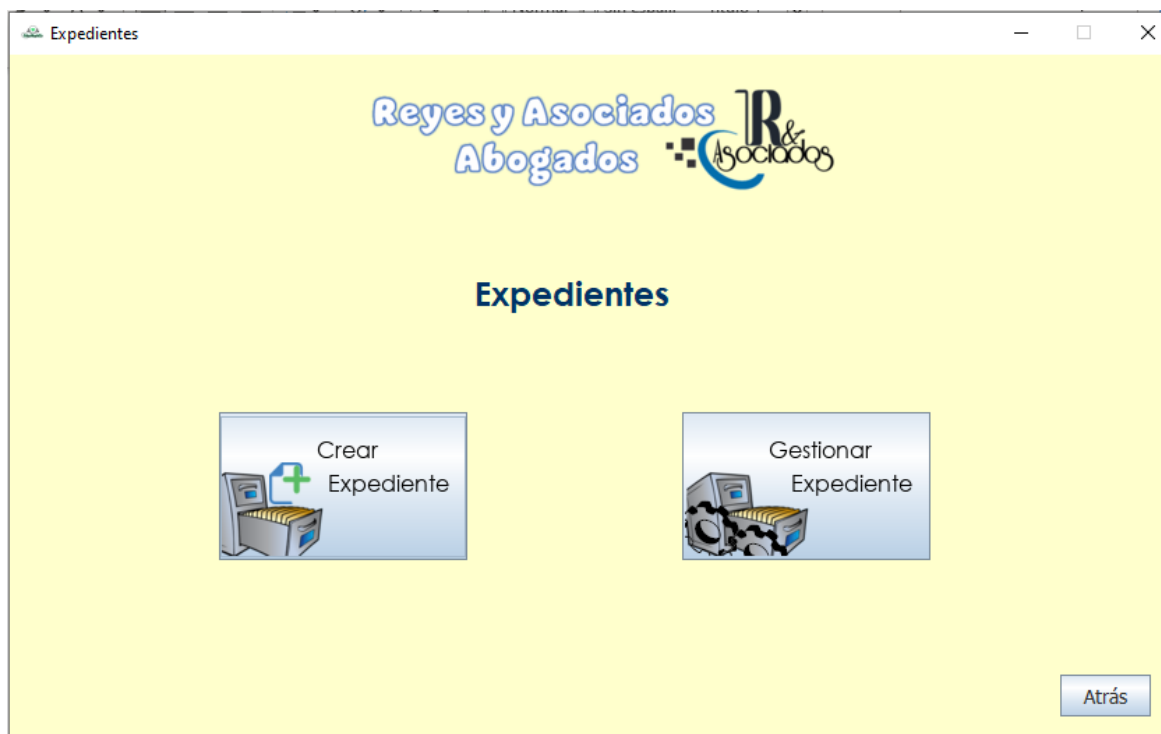 Expedientes
Reyes y Asociados
Abogados
R&
Asociados
Expedientes
Crear
Expediente
Gestionar
Expediente
Atrás